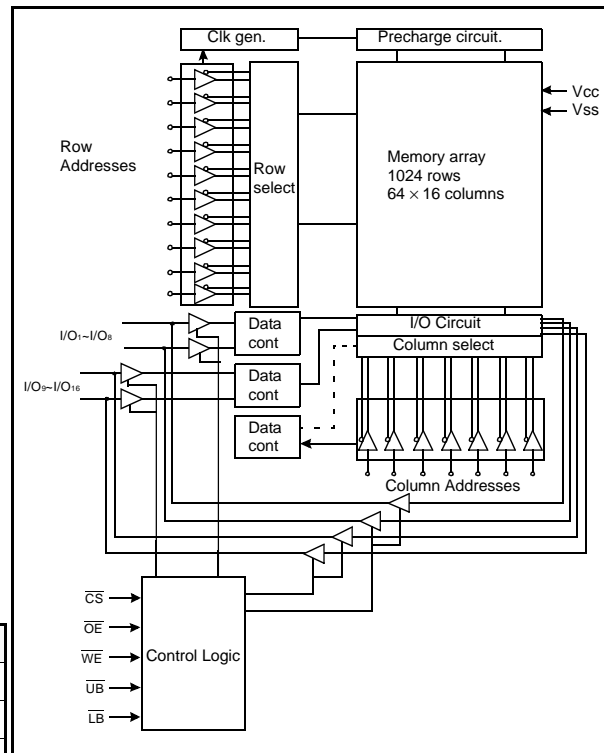 Clk gen.
Precharge circuit.
Vcc
Vss
Row
Addresses
Row
select
Memory array
1024 rows
64 × 16 columns
I/O1~I/O8
Data
cont
I/O Circuit
Column select
I/O9~I/O16
Data
cont
Data
cont
Column Addresses
CS
OE
WE
UB
LB
Control Logic